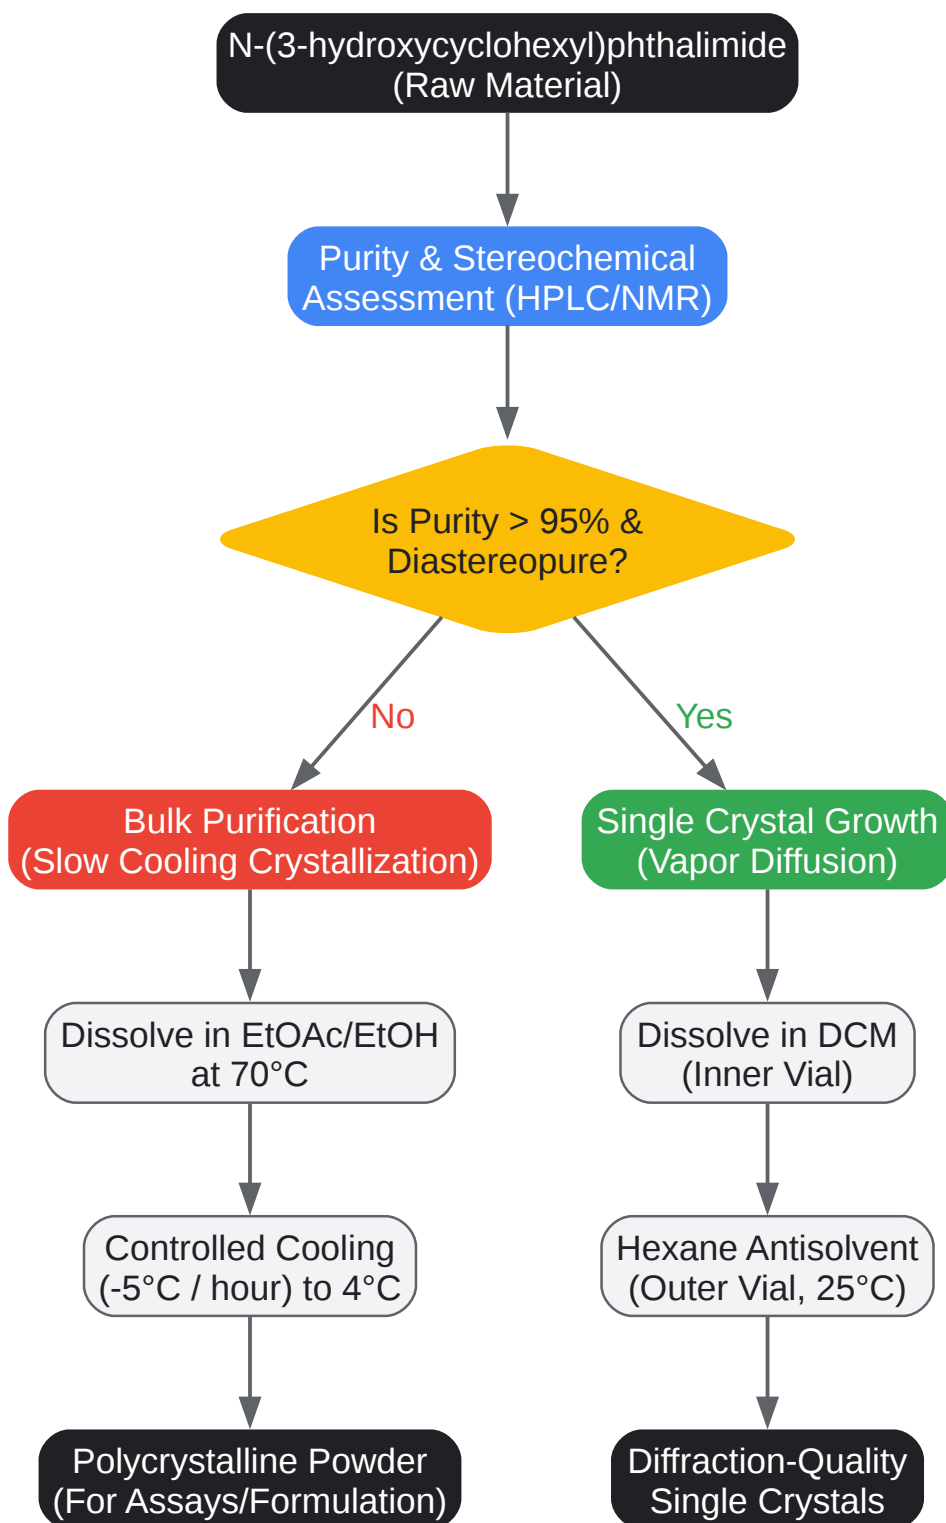 N-(3-hydroxycyclohexyl)phthalimide
(Raw Material)
Purity & Stereochemical
Assessment (HPLC/NMR)
Is Purity > 95% &
Diastereopure?
No
Yes
Bulk Purification
(Slow Cooling Crystallization)
Single Crystal Growth
(Vapor Diffusion)
Dissolve in EtOAc/EtOH
at 70°C
Dissolve in DCM
(Inner Vial)
Controlled Cooling
(-5°C / hour) to 4°C
Hexane Antisolvent
(Outer Vial, 25°C)
Polycrystalline Powder
(For Assays/Formulation)
Diffraction-Quality
Single Crystals